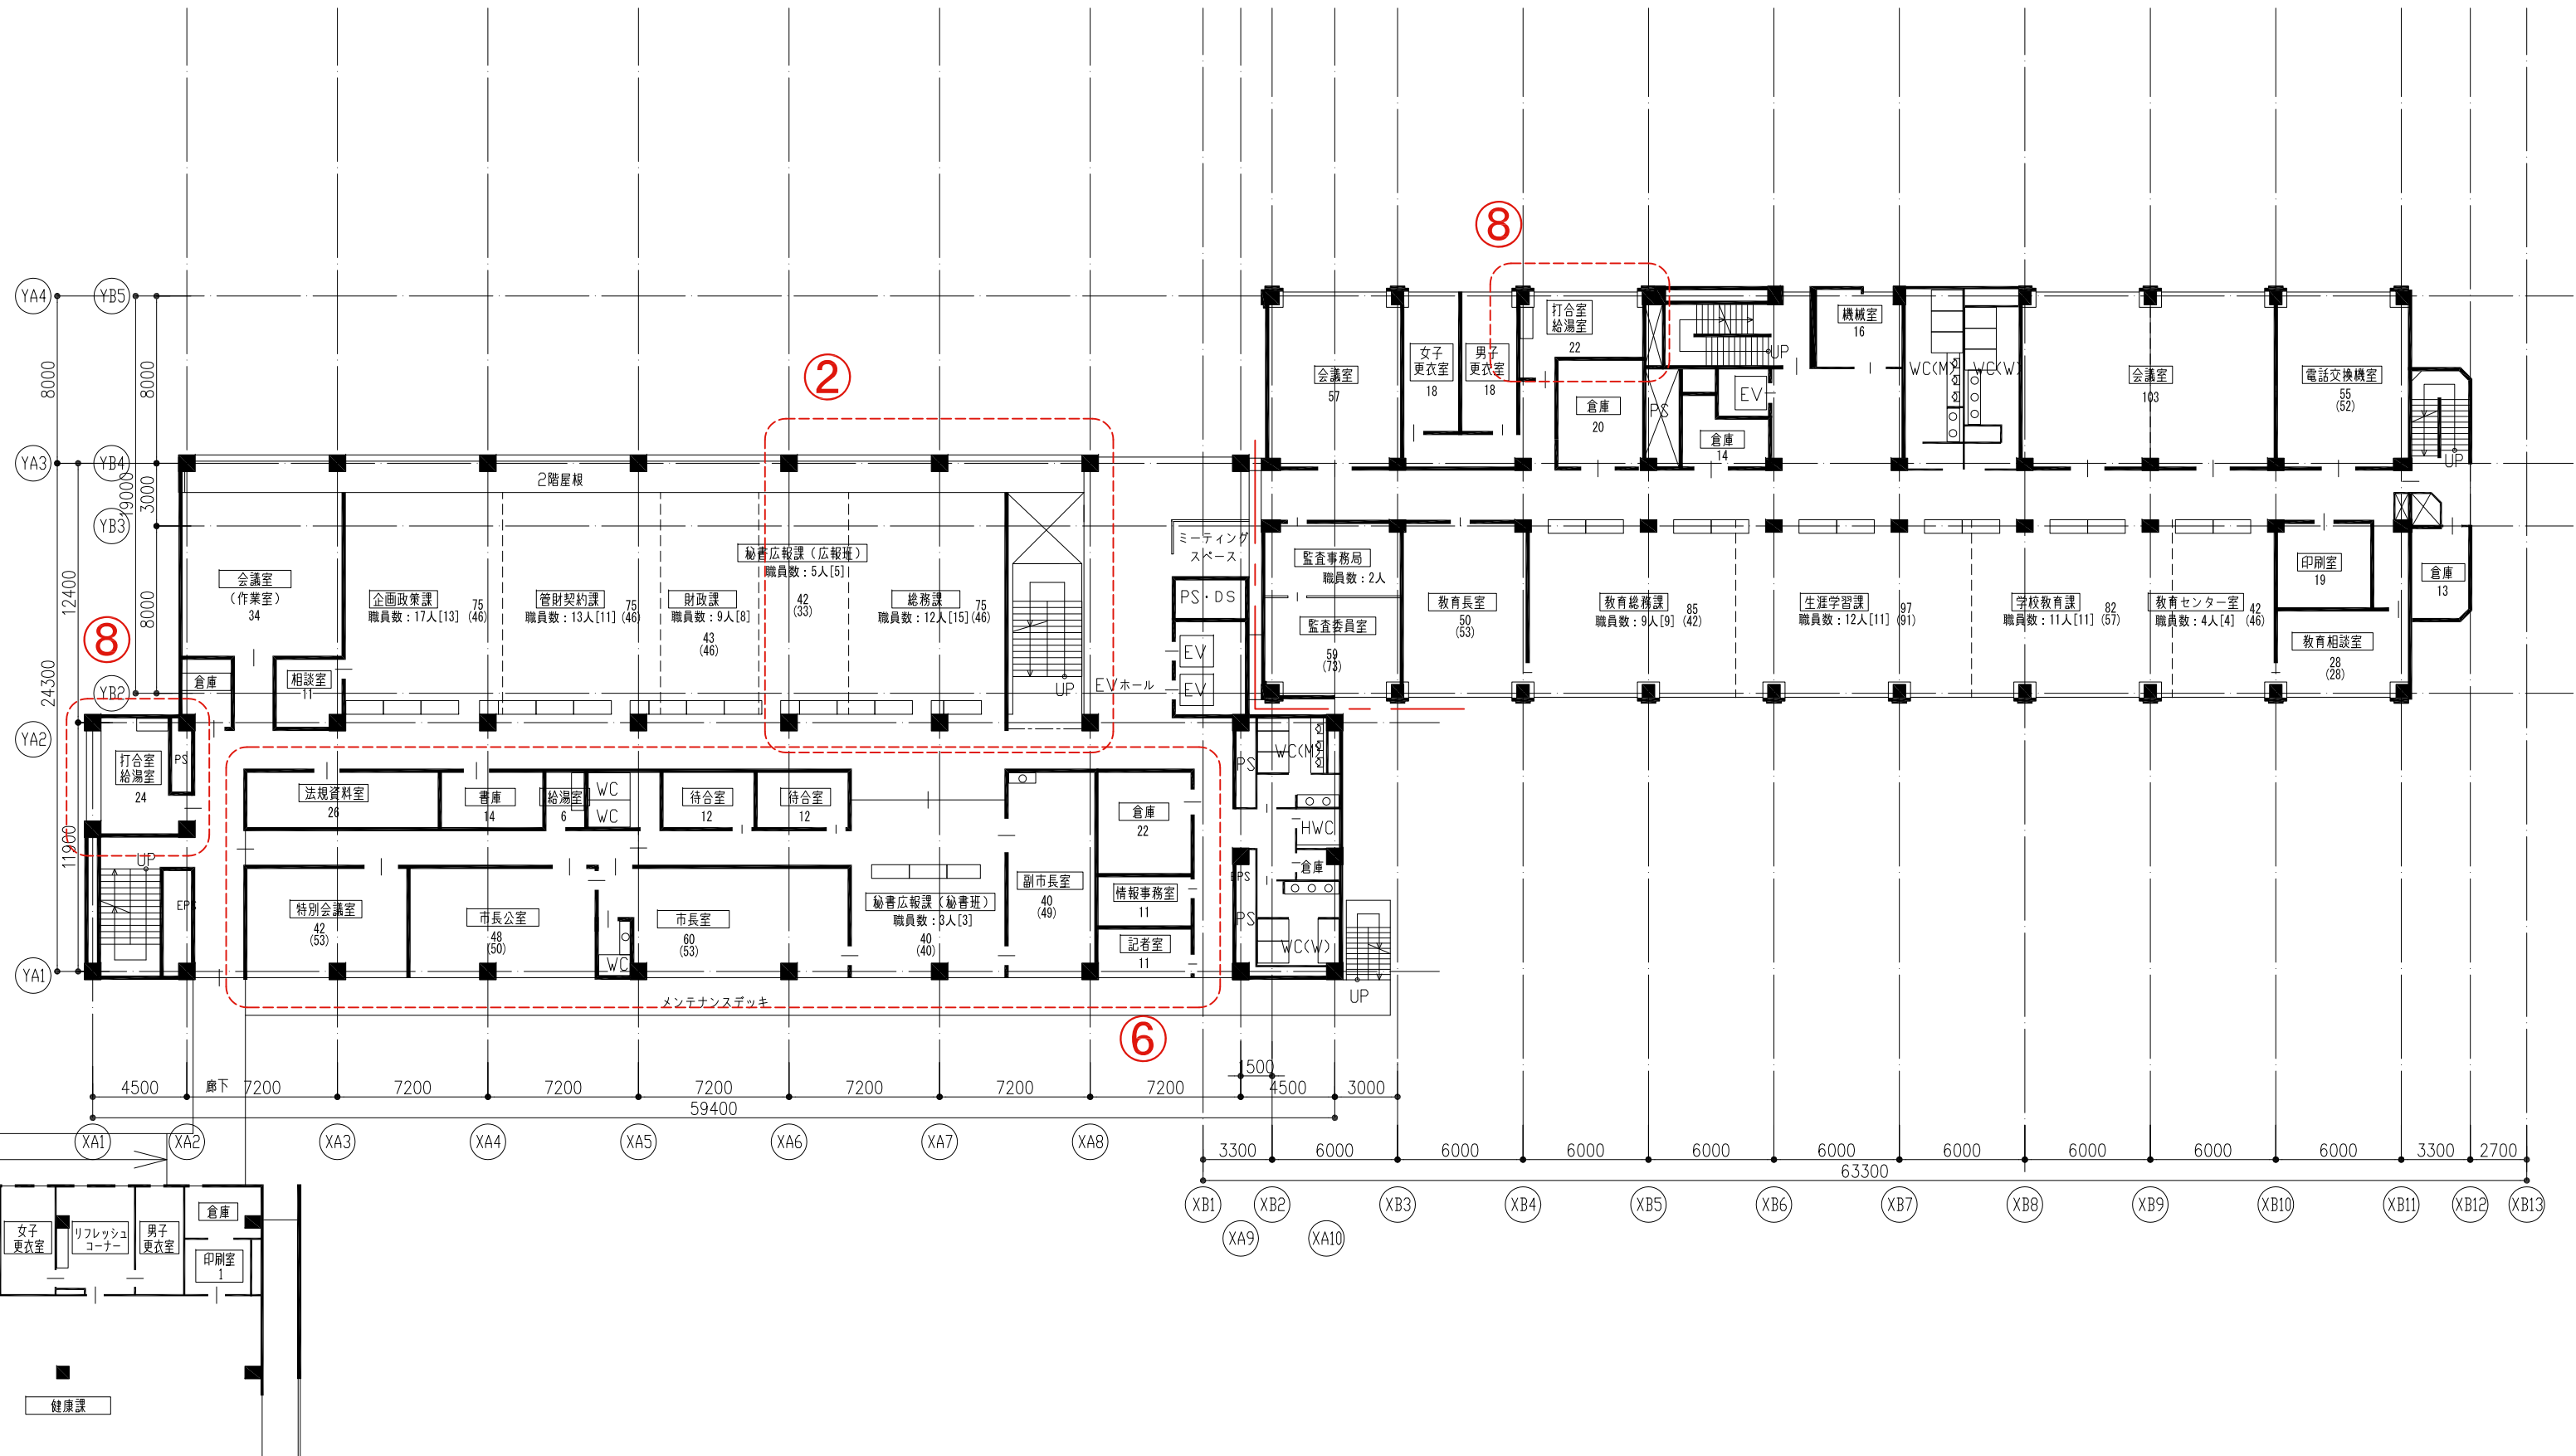 ⑧
②
⑧
⑥
YA4
YB5
YA3
YB4
YB3
YB2
YA2
YA1
8000
8000
19000
3000
12400
8000
24300
11900
2階屋根
会議室
(作業室)
34
企画政策課
75
職員数：17人[13] (46)
管財契約課
75
職員数：13人[11] (46)
財政課
職員数：9人[8]
43
(46)
秘書広報課(広報班)
職員数：5人[5]
42
(33)
総務課
75
職員数：12人[15] (46)
UP
ミーティング
スペース
PS・DS
EV
EV
EVホール
倉庫
相談室
11
打合室
給湯室
24
PS
UP
EPS
法規資料室
26
書庫
14
給湯室
6
WC
WC
待合室
12
待合室
12
倉庫
22
特別会議室
42
(53)
市長公室
48
(50)
市長室
60
(53)
WC
秘書広報課(秘書班)
職員数：3人[3]
40
(40)
副市長室
40
(49)
情報事務室
11
記者室
11
メンテナンスデッキ
WC(M)
PS
HWC
倉庫
EPS
PS
WC(W)
UP
会議室
57
女子
更衣室
18
男子
更衣室
18
打合室
給湯室
22
倉庫
20
PS
UP
EV
倉庫
14
機械室
16
WC(M)
WC(W)
会議室
103
電話交換機室
55
(52)
UP
監査事務局
職員数：2人
監査委員室
59
(73)
教育長室
50
(53)
教育総務課
85
職員数：9人[9] (42)
生涯学習課
97
職員数：12人[11] (91)
学校教育課
82
職員数：11人[11] (57)
教育センター室
42
職員数：4人[4] (46)
印刷室
19
教育相談室
28
(28)
倉庫
13
4500
廊下
7200
7200
7200
7200
7200
7200
7200
1500
4500
3000
59400
XA1
XA2
XA3
XA4
XA5
XA6
XA7
XA8
3300
6000
6000
6000
6000
6000
6000
6000
6000
6000
3300
2700
63300
XB1
XB2
XB3
XB4
XB5
XB6
XB7
XB8
XB9
XB10
XB11
XB12
XB13
XA9
XA10
女子
更衣室
リフレッシュ
コーナー
男子
更衣室
倉庫
印刷室
1
健康課